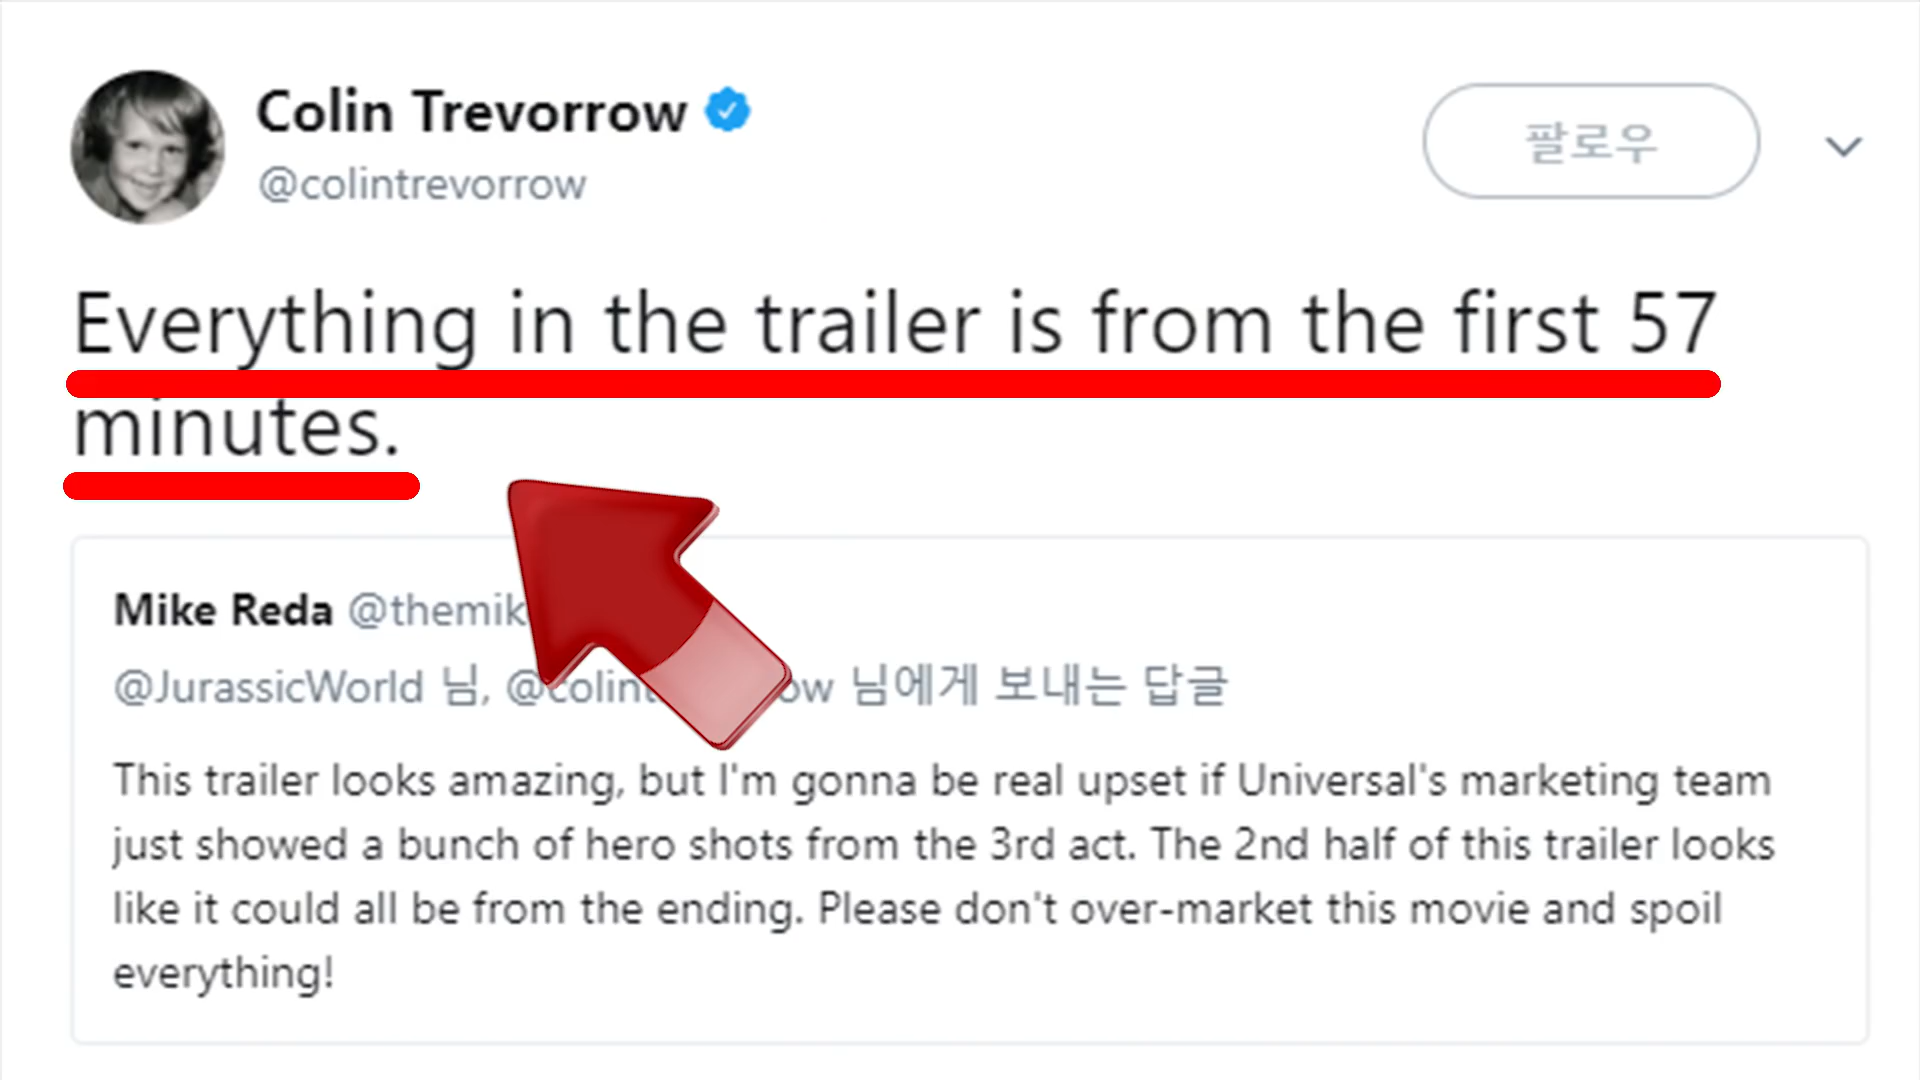 Colin Trevorrow
@colintrevorrow
팔로우
Everything in the trailer is from the first 57
minutes.
Mike Reda
@JurassicWorld 님, 님에게 보내는 답글
This trailer looks amazing, but I'm gonna be real upset if Universal's marketing team
just showed a bunch of hero shots from the 3rd act. The 2nd half of this trailer looks
like it could all be from the ending. Please don't over-market this movie and spoil
everything!